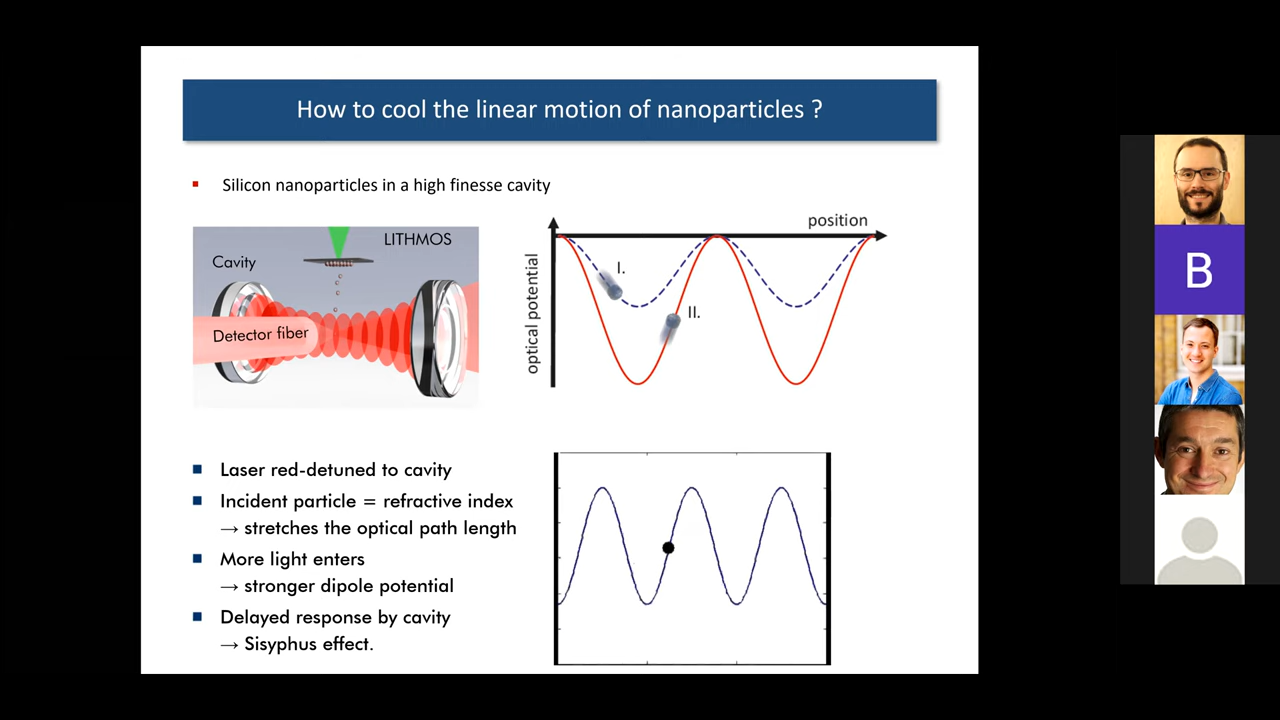 How to cool the linear motion of nanoparticles ?
▪ Silicon nanoparticles in a high finesse cavity
LITHMOS
Cavity
Detector fiber
position
optical potential
I.
II.
■ Laser red-detuned to cavity
■ Incident particle = refractive index
→ stretches the optical path length
■ More light enters
→ stronger dipole potential
■ Delayed response by cavity
→ Sisyphus effect.
B